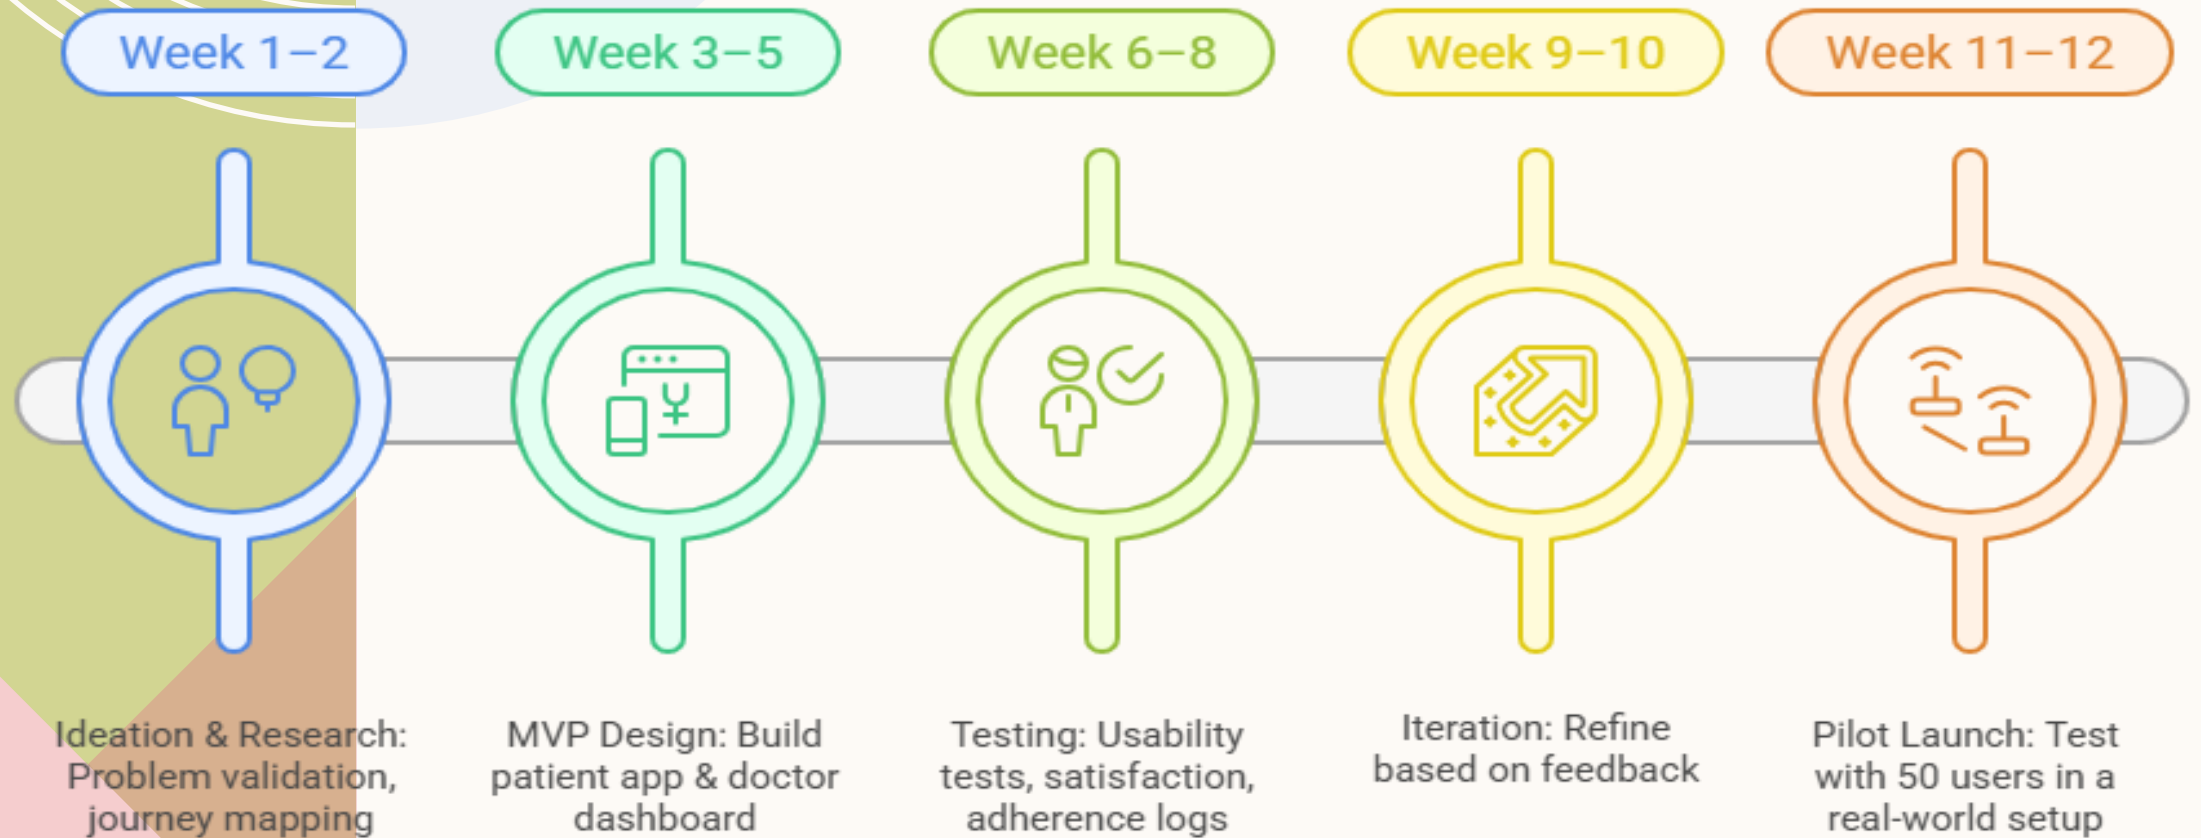 Week 1–2
Week 3–5
Week 6–8
Week 9–10
Week 11–12
Ideation & Research:
Problem validation,
journey mapping
MVP Design: Build
patient app & doctor
dashboard
Testing: Usability
tests, satisfaction,
adherence logs
Iteration: Refine
based on feedback
Pilot Launch: Test
with 50 users in a
real-world setup